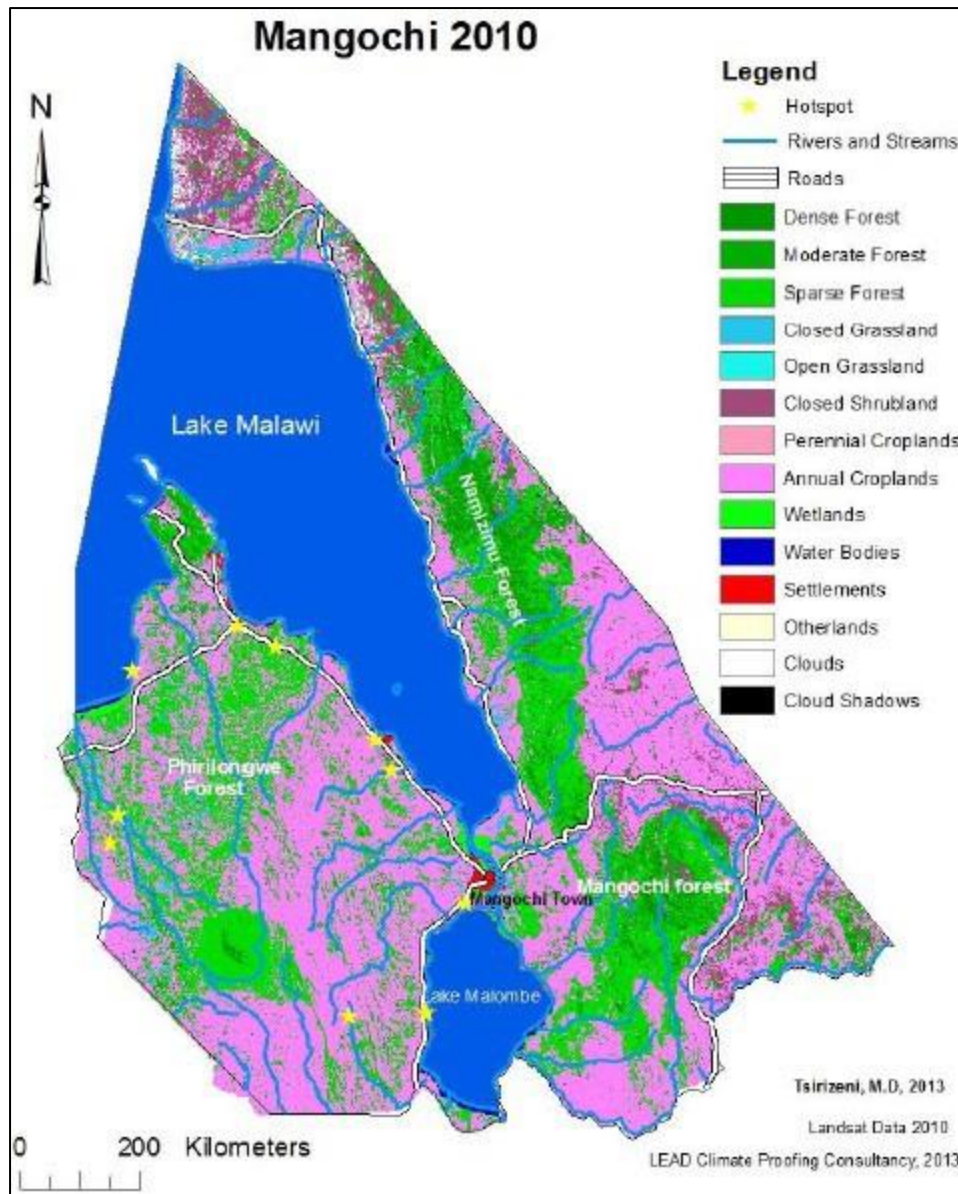 Mangochi 2010
Legend
N
Hotspot
Rivers and Streams
Roads
Dense Forest
Moderate Forest
Sparse Forest
Closed Grassland
Open Grassland
Closed Shrubland
Perennial Croplands
Annual Croplands
Wetlands
Water Bodies
Settlements
Otherlands
Clouds
Cloud Shadows
Lake Malawi
Namizimu Forest
Phirilongwe
Forest
Mangochi forest
Mangochi Town
ake Malombe
Tsirizeni, M.D, 2013
Landsat Data 2010
LEAD Climate Proofing Consultancy, 2013
0 200 Kilometers